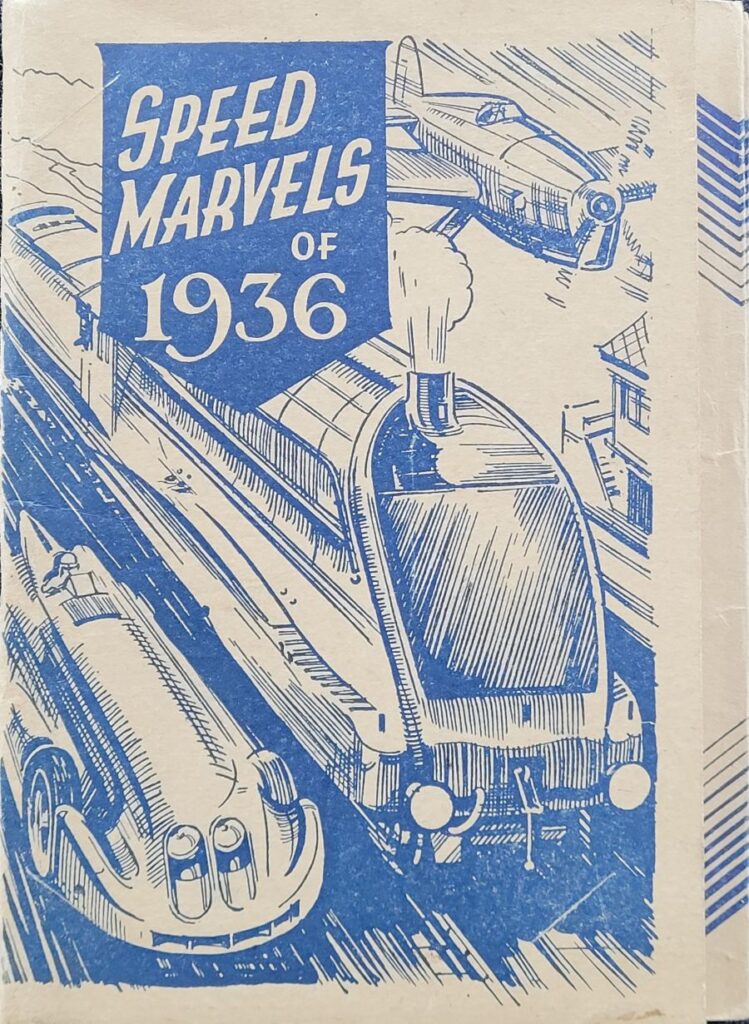 SPEED
MARVELS
OF
1936